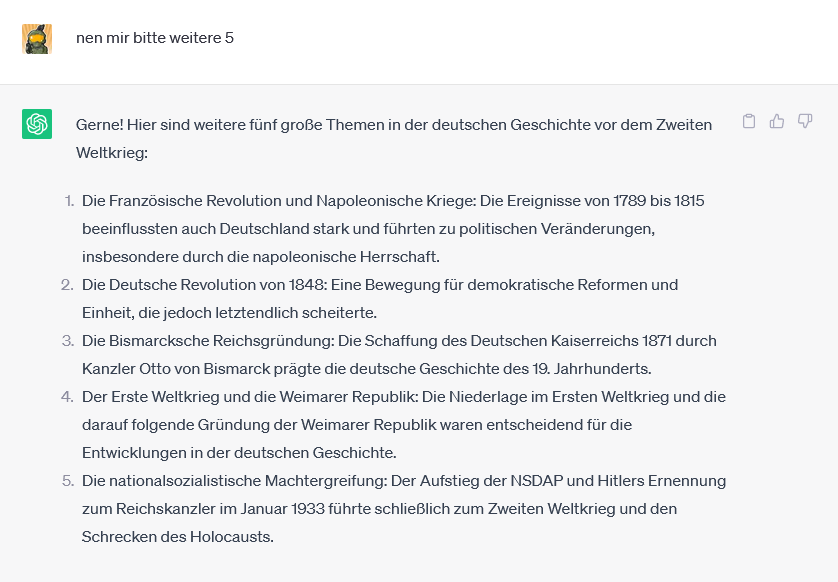 nen mir bitte weitere 5
Gerne! Hier sind weitere fünf große Themen in der deutschen Geschichte vor dem Zweiten
Weltkrieg:
1. Die Französische Revolution und Napoleonische Kriege: Die Ereignisse von 1789 bis 1815
beeinflussten auch Deutschland stark und führten zu politischen Veränderungen,
insbesondere durch die napoleonische Herrschaft.
2. Die Deutsche Revolution von 1848: Eine Bewegung für demokratische Reformen und
Einheit, die jedoch letztendlich scheiterte.
3. Die Bismarcksche Reichsgründung: Die Schaffung des Deutschen Kaiserreichs 1871 durch
Kanzler Otto von Bismarck prägte die deutsche Geschichte des 19. Jahrhunderts.
4. Der Erste Weltkrieg und die Weimarer Republik: Die Niederlage im Ersten Weltkrieg und die
darauf folgende Gründung der Weimarer Republik waren entscheidend für die
Entwicklungen in der deutschen Geschichte.
5. Die nationalsozialistische Machtergreifung: Der Aufstieg der NSDAP und Hitlers Ernennung
zum Reichskanzler im Januar 1933 führte schließlich zum Zweiten Weltkrieg und den
Schrecken des Holocausts.